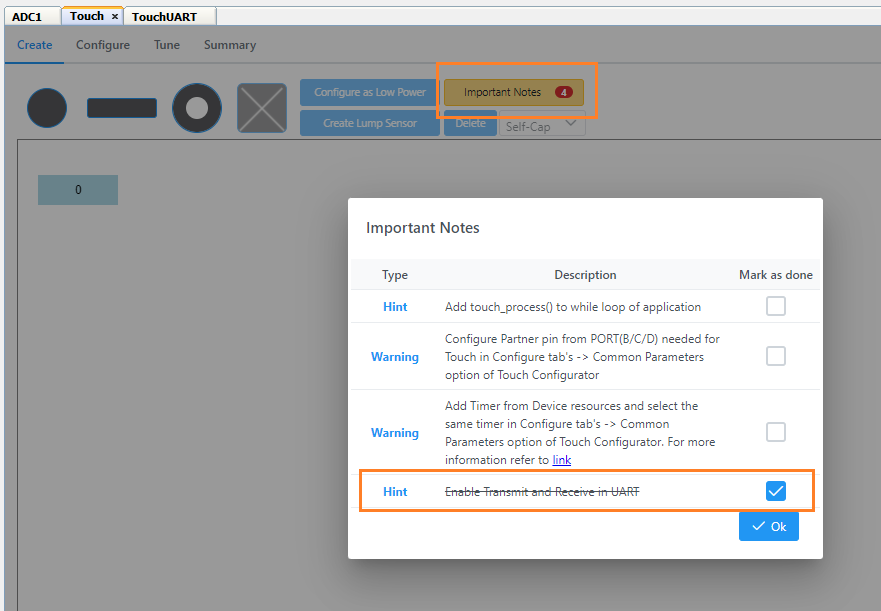 ADC1 Touch × TouchUART
Create Configure Tune Summary
Configure as Low Power Important Notes 4
Create Lump Sensor Delete Self-Cap
0
Important Notes
Type Description Mark as done
Hint Add touch_process() to while loop of application
Configure Partner pin from PORT(B/C/D) needed for
Warning Touch in Configure tab's -> Common Parameters
option of Touch Configurator
Add Timer from Device resources and select the
same timer in Configure tab's -> Common
Warning Parameters option of Touch Configurator. For more
information refer to link
Hint Enable Transmit and Receive in UART
Ok